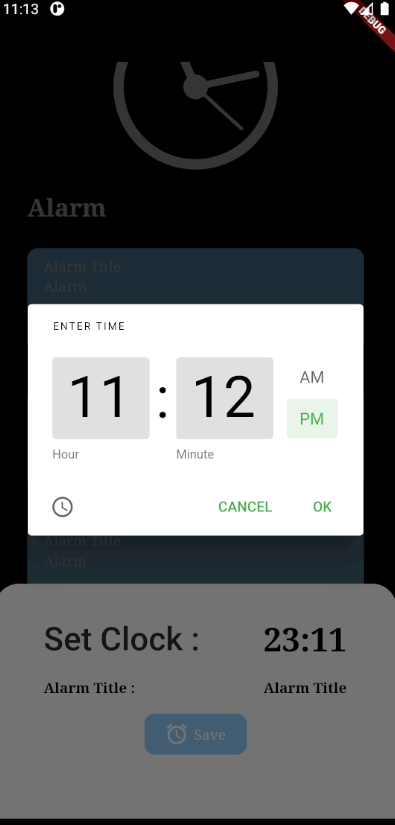 11:13
DEBUG
Alarm
Alarm Title
Alarm
ENTER TIME
11 : 12
AM
PM
Hour Minute
CANCEL OK
Alarm Title
Alarm
Set Clock : 23:11
Alarm Title : Alarm Title
Save